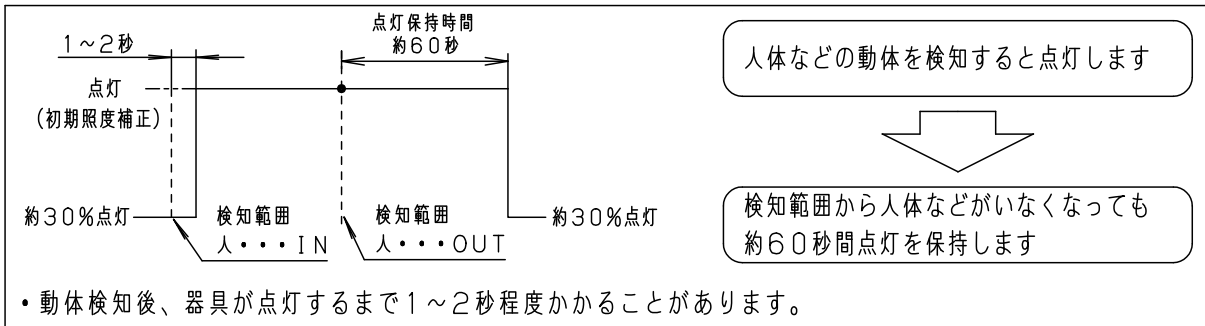 1～2秒
点灯保持時間
約60秒
点灯
(初期照度補正)
約30%点灯
検知範囲
人・・・IN
検知範囲
人・・・OUT
約30%点灯
人体などの動体を検知すると点灯します
検知範囲から人体などがいなくなっても
約60秒間点灯を保持します
・動体検知後、器具が点灯するまで1～2秒程度かかることがあります。